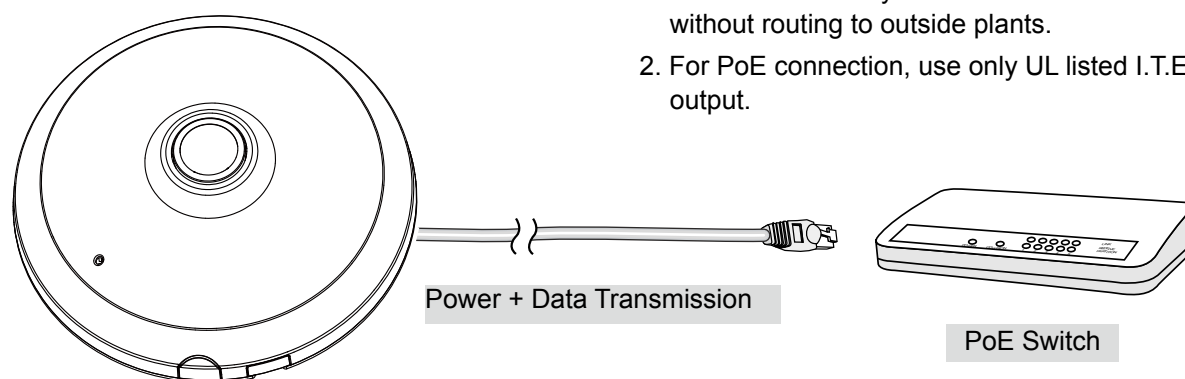 without routing to outside plants.
2. For PoE connection, use only UL listed I.T.E
output.
Power + Data Transmission
PoE Switch